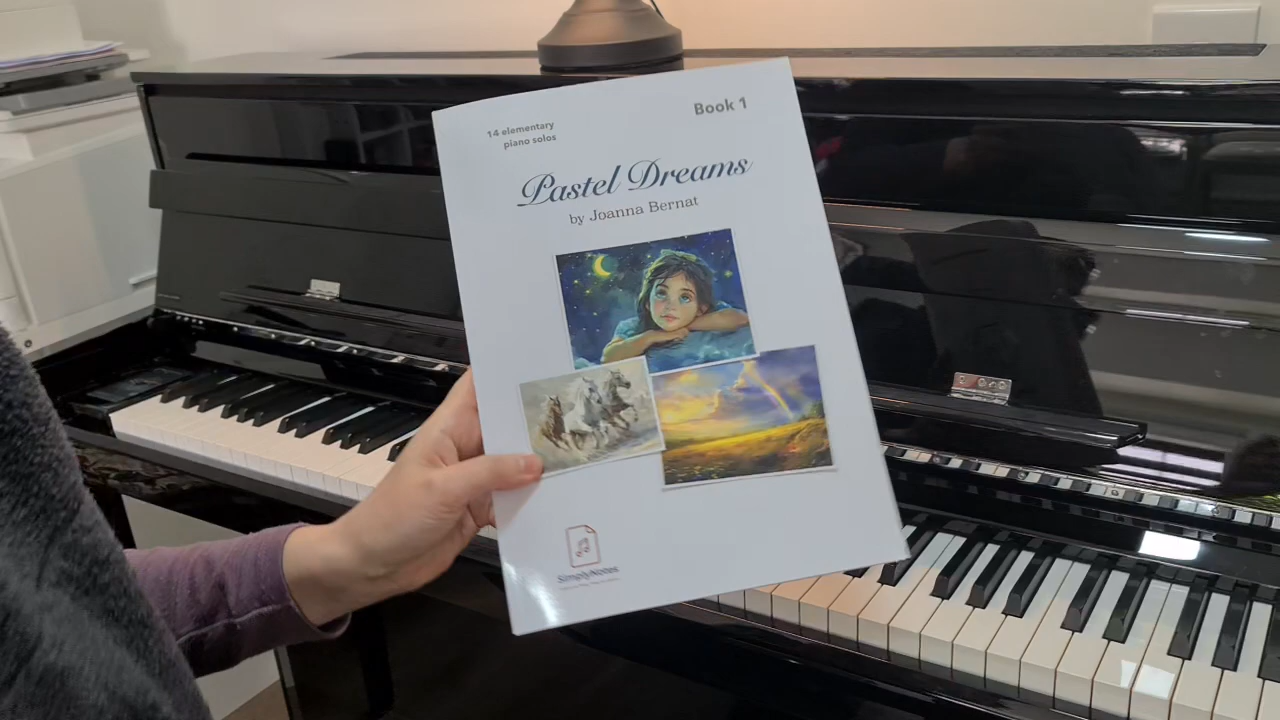 14 elementary
piano solos
Book 1
Pastel Dreams
by Joanna Bernat
SimplyNotes